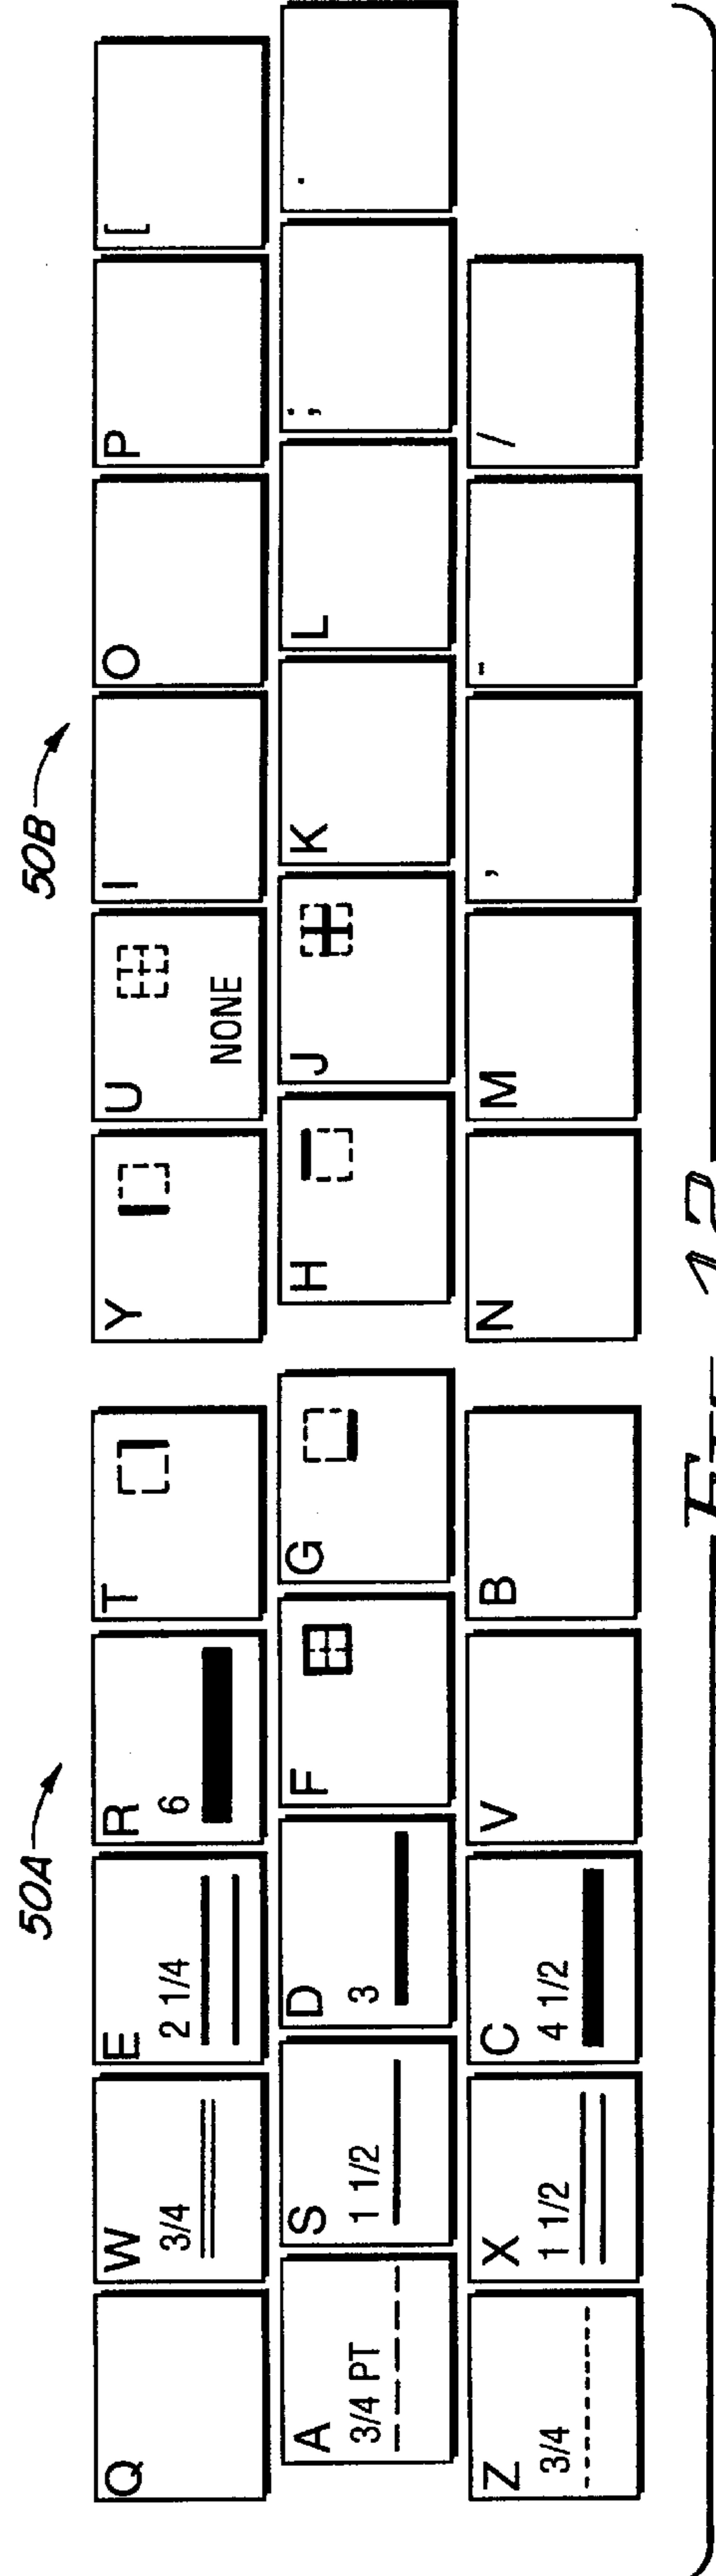 50A 50B
Q W 3/4 E 2 1/4 R 6 T Y U NONE I O P [
A 3/4 PT S 1 1/2 D 3 F G H J K L ; .
Z 3/4 X 1 1/2 C 4 1/2 V B N M , - /